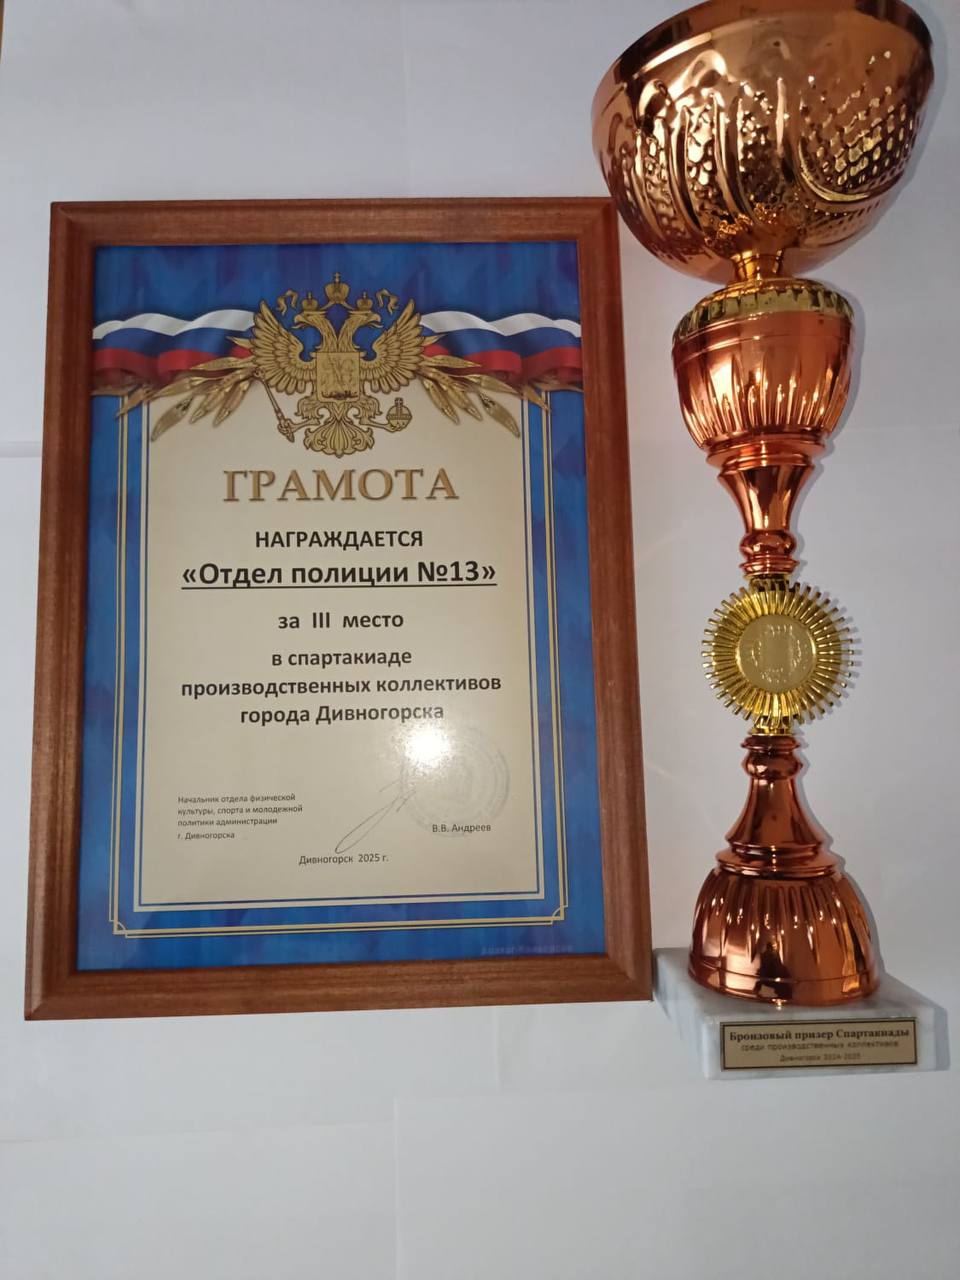 ГРАМОТА
НАГРАЖДАЕТСЯ
«Отдел полиции №13»
за III место
в спартакиаде
производственных коллективов
города Дивногорска
Начальник отдела физической
культуры, спорта и молодежной
политики администрации
г. Дивногорска
В.В. Андреев
Дивногорск 2025 г.
Бронзовый призер Спартакиады
среди производственных коллективов
Дивногорск 2024-2025